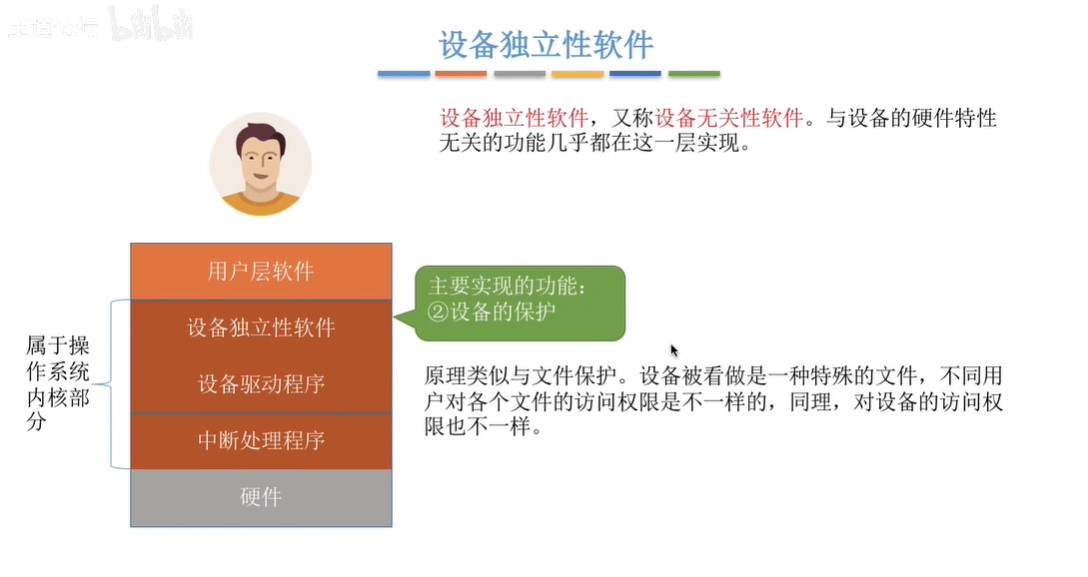 王道论坛 bilibili
设备独立性软件
设备独立性软件，又称设备无关性软件。与设备的硬件特性
无关的功能几乎都在这一层实现。
用户层软件
设备独立性软件
设备驱动程序
中断处理程序
硬件
属于操
作系统
内核部
分
主要实现的功能：
②设备的保护
原理类似与文件保护。设备被看做是一种特殊的文件，不同用
户对各个文件的访问权限是不一样的，同理，对设备的访问权
限也不一样。